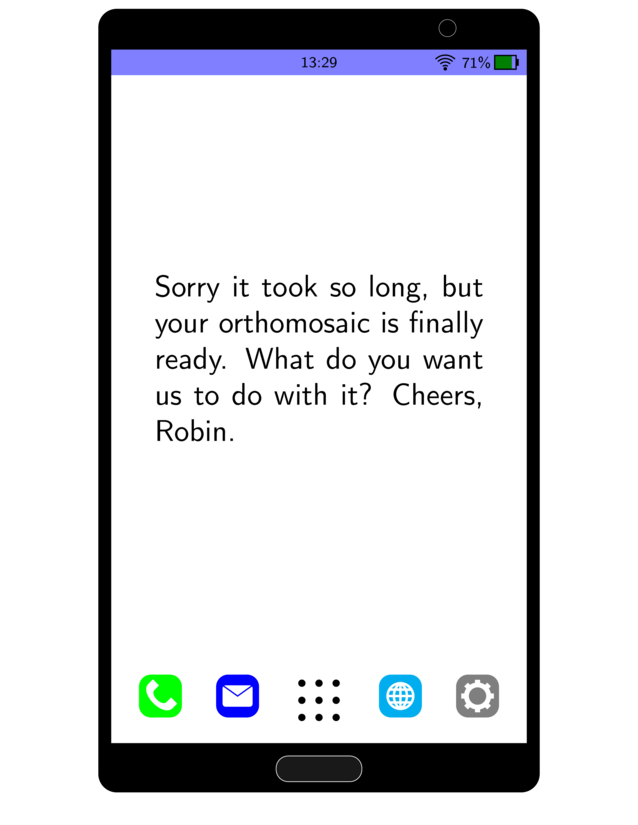 13:29 71%
Sorry it took so long, but
your orthomosaic is finally
ready. What do you want
us to do with it? Cheers,
Robin.